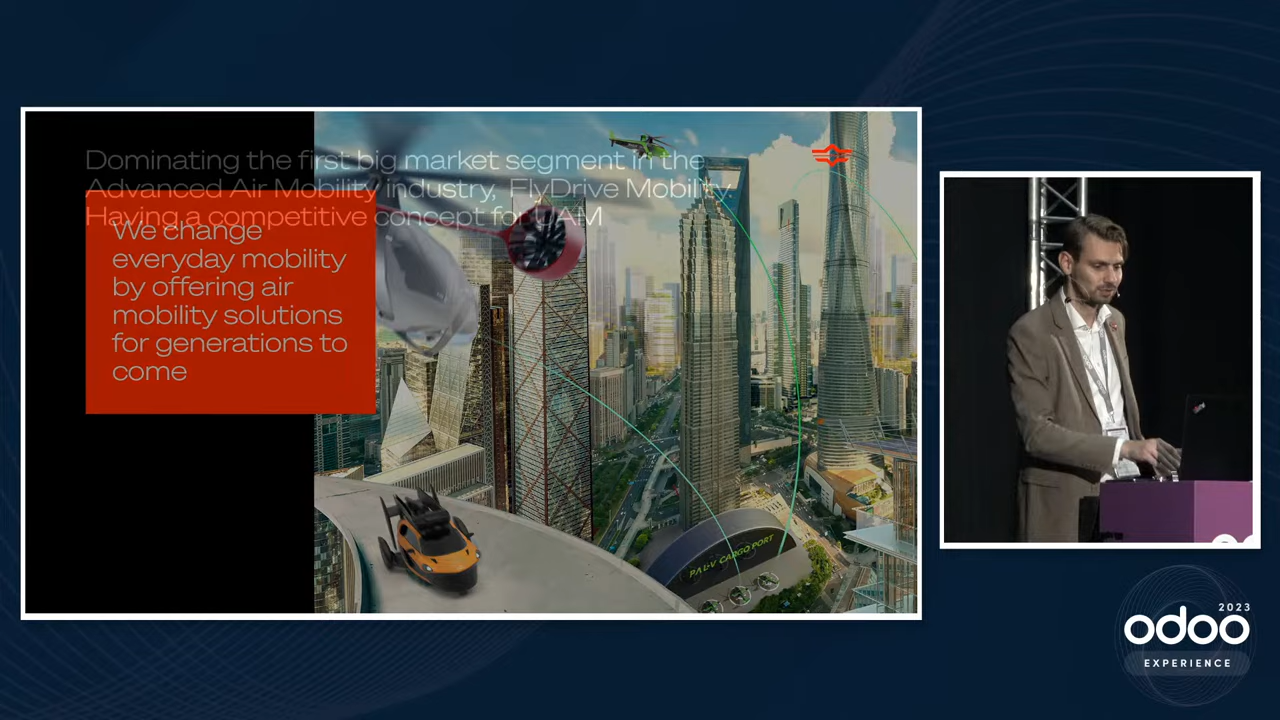 Dominating the first big market segment in the
Advanced Air Mobility industry, FlyDrive Mobility.
Having a competitive concept for UAM
We change
everyday mobility
by offering air
mobility solutions
for generations to
come
PAL-V CARGO PORT
2023
odoo
EXPERIENCE